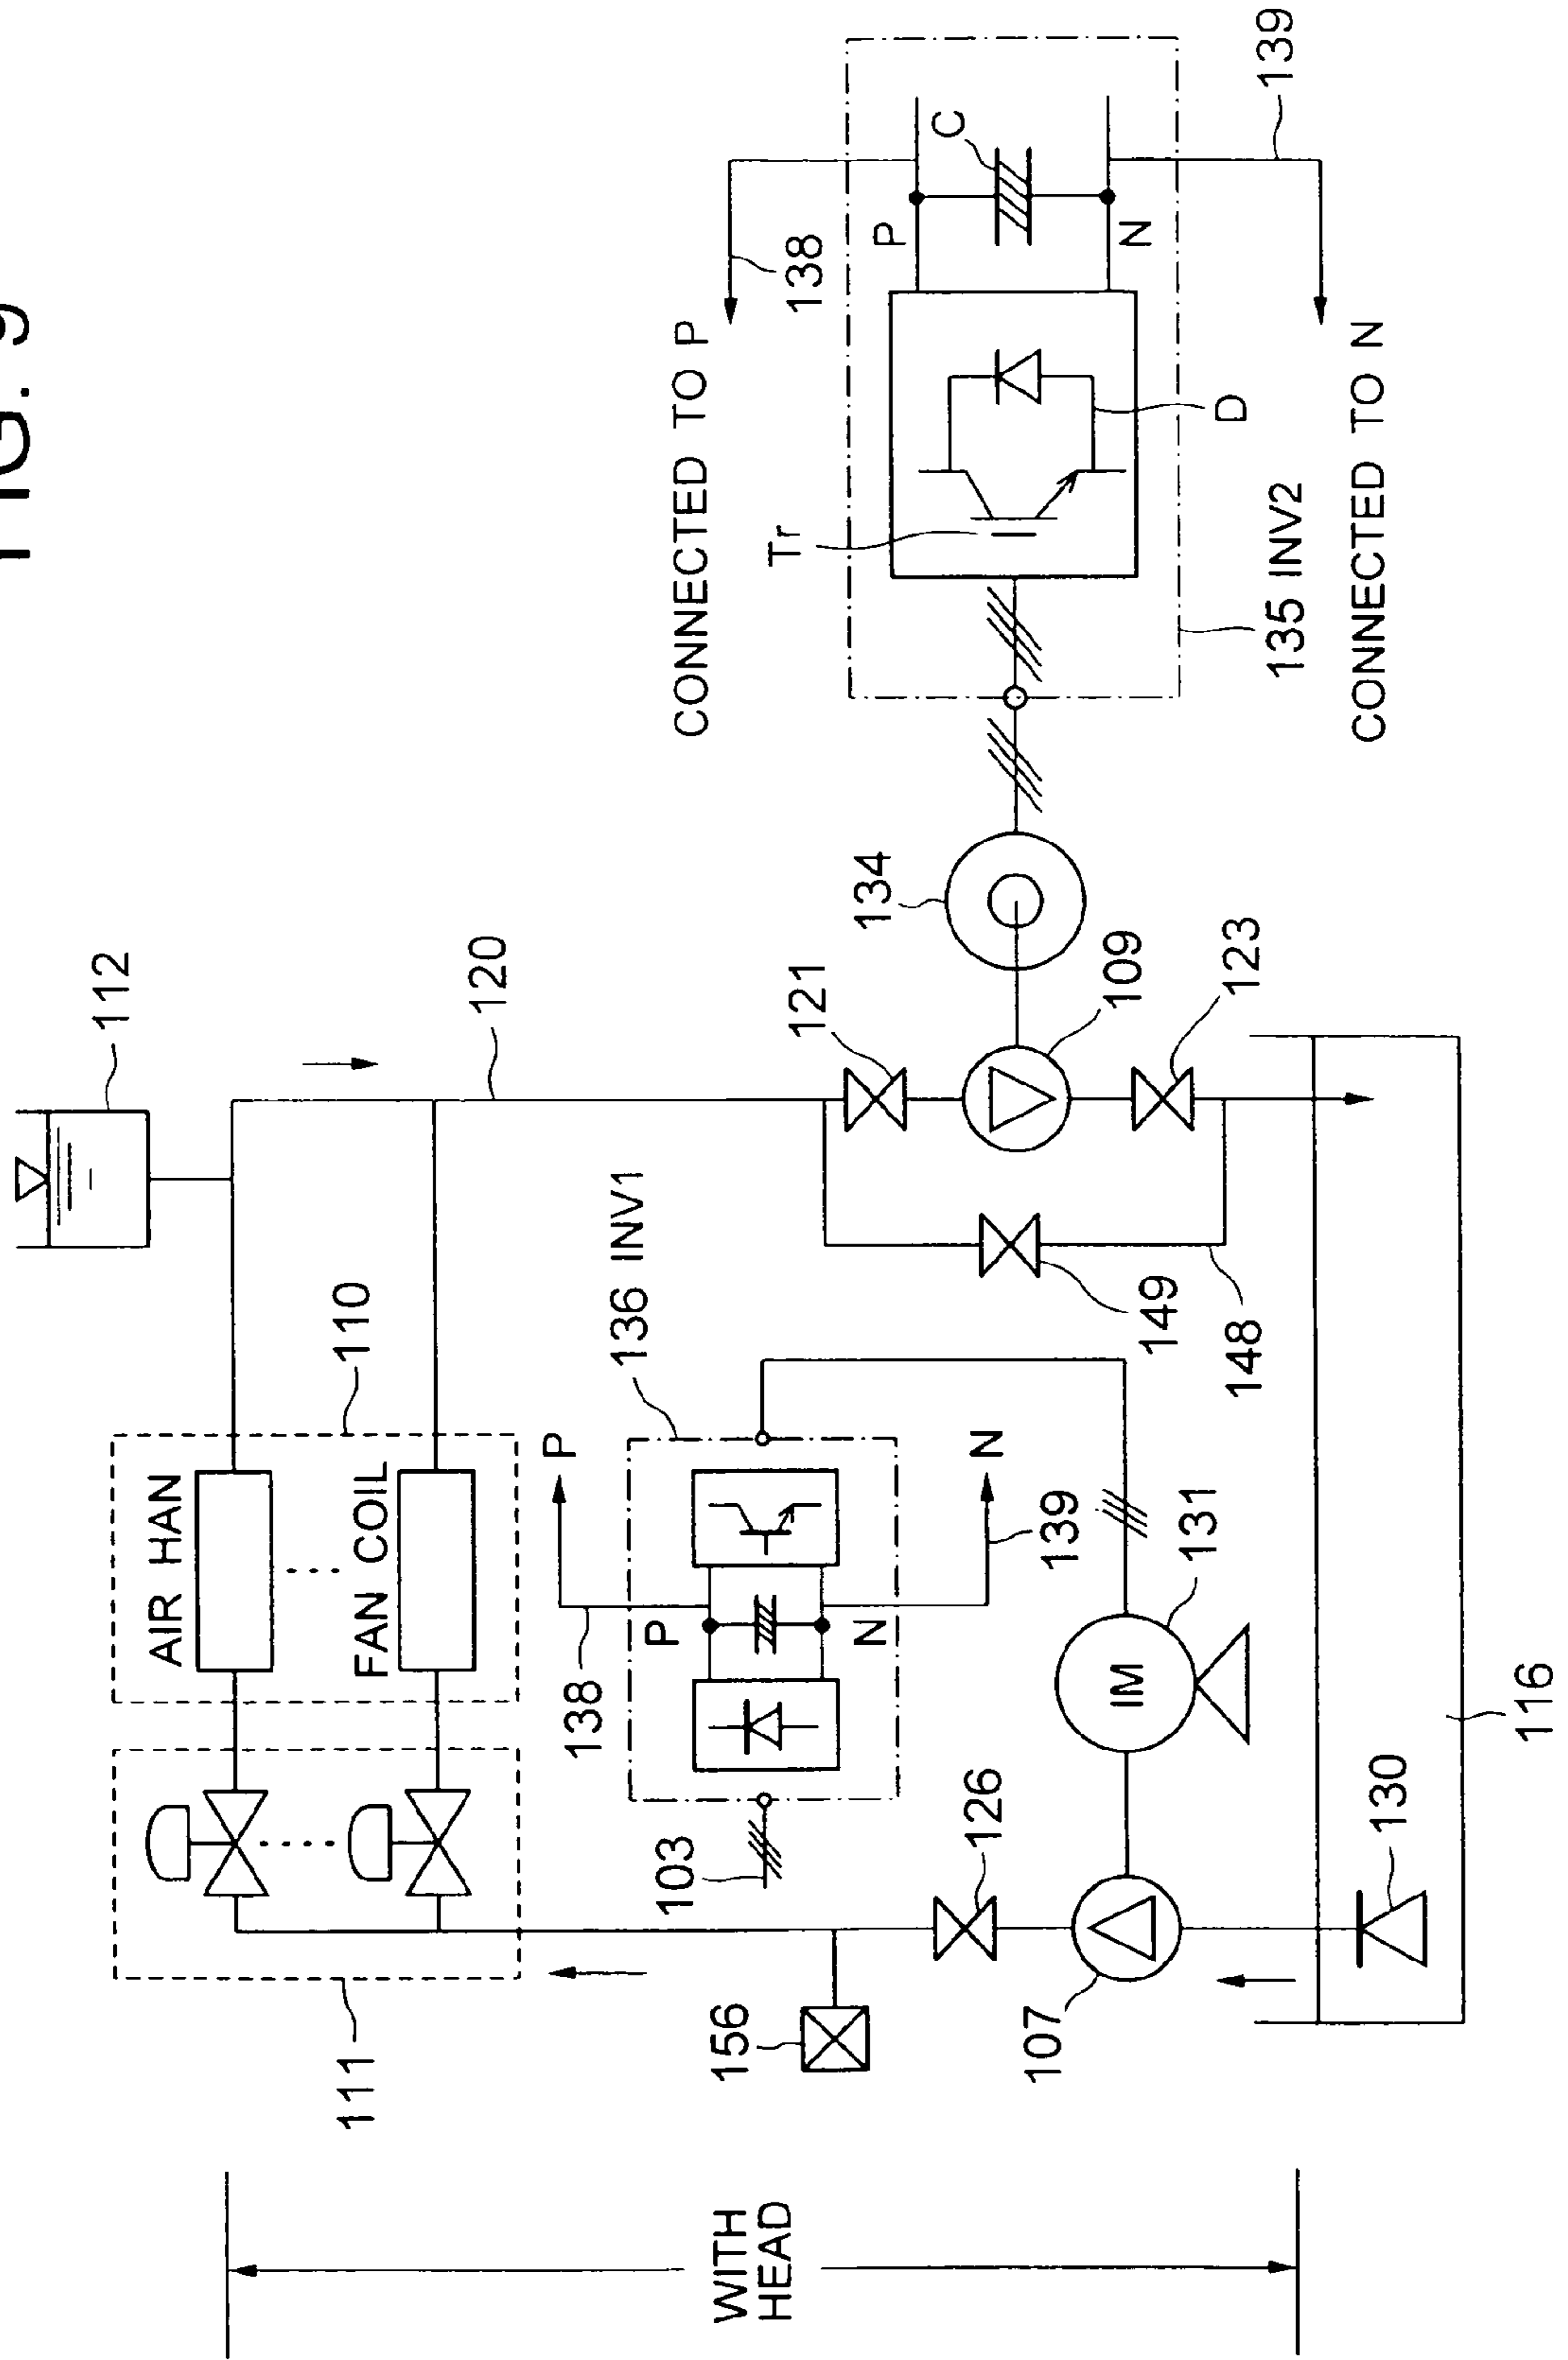 FIG. 9
112
120
110
AIR HAN
FAN COIL
111
136 INV1
P
N
P
N
138
139
103
156
126
107
IM
131
130
116
121
109
123
149
148
134
CONNECTED TO P
138
P
C
N
Tr
D
135 INV2
139
CONNECTED TO N
WITH
HEAD